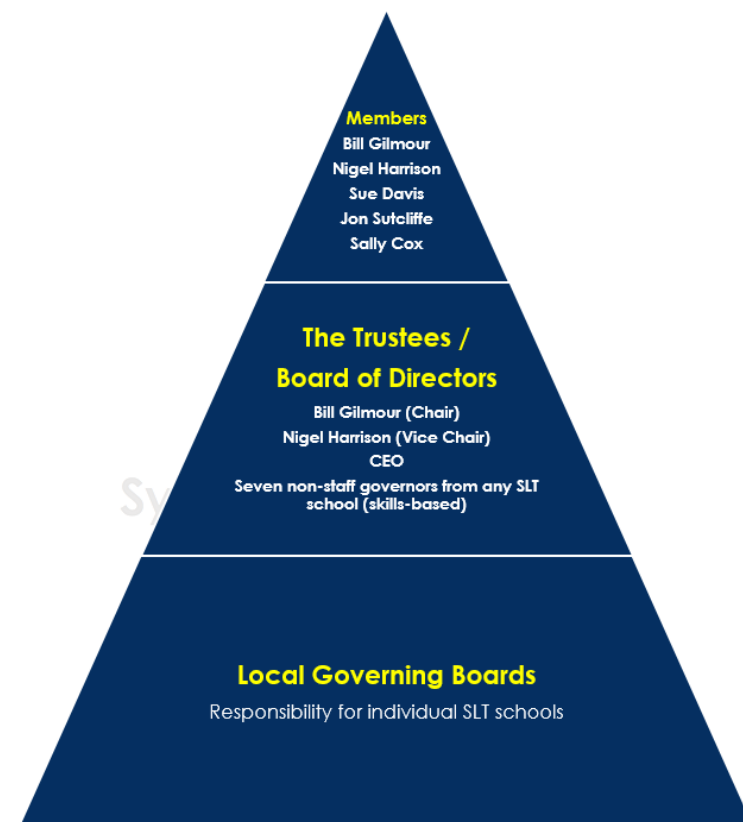 Members
Bill Gilmour
Nigel Harrison
Sue Davis
Jon Sutcliffe
Sally Cox
The Trustees /
Board of Directors
Bill Gilmour (Chair)
Nigel Harrison (Vice Chair)
CEO
Seven non-staff governors from any SLT
school (skills-based)
Local Governing Boards
Responsibility for individual SLT schools